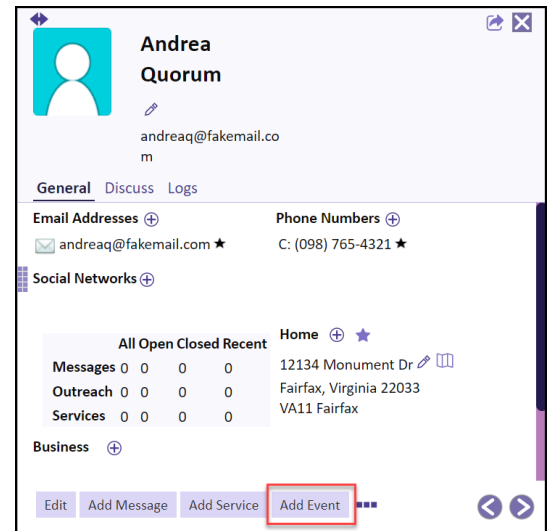 Andrea
Quorum
andreaq@fakemail.co
m
General Discuss Logs
Email Addresses
andreaq@fakemail.com
Phone Numbers
C: (098) 765-4321
Social Networks
All Open Closed Recent
Messages 0 0 0 0
Outreach 0 0 0 0
Services 0 0 0 0
Home
12134 Monument Dr
Fairfax, Virginia 22033
VA11 Fairfax
Business
Edit Add Message Add Service Add Event